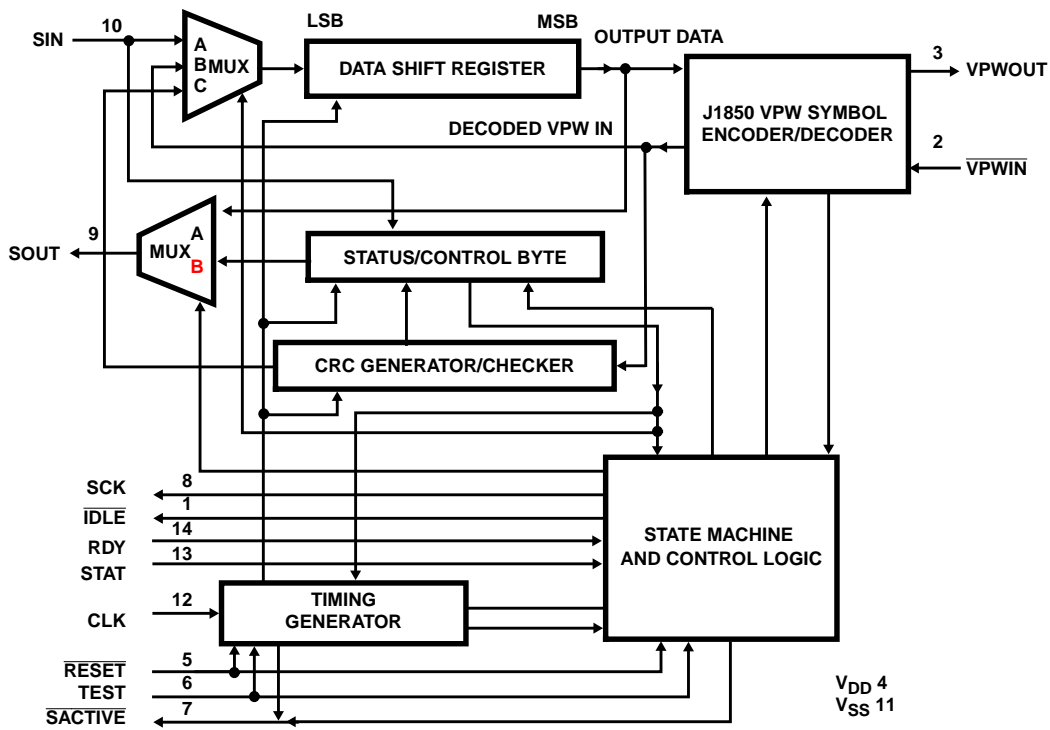 10
LSB
MSB
SIN
OUTPUT DATA
3
A
B MUX
C
DATA SHIFT REGISTER
VPWOUT
J1850 VPW SYMBOL
ENCODER/DECODER
DECODED VPW IN
2
VPWIN
9
SOUT
MUX
A
B
STATUS/CONTROL BYTE
CRC GENERATOR/CHECKER
SCK
8
IDLE
1
RDY
14
STAT
13
STATE MACHINE
AND CONTROL LOGIC
CLK
12
TIMING
GENERATOR
RESET
5
TEST
6
SACTIVE
7
VDD 4
VSS 11